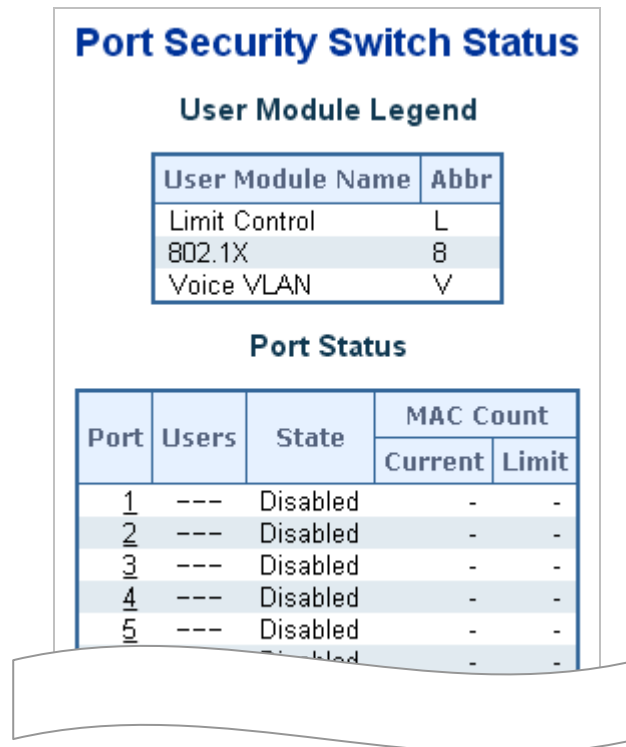 Port Security Switch Status
User Module Legend
User Module Name Abbr
Limit Control L
802.1X 8
Voice VLAN V
Port Status
Port Users State MAC Count
Current Limit
1 --- Disabled - -
2 --- Disabled - -
3 --- Disabled - -
4 --- Disabled - -
5 --- Disabled - -
Disabled - -